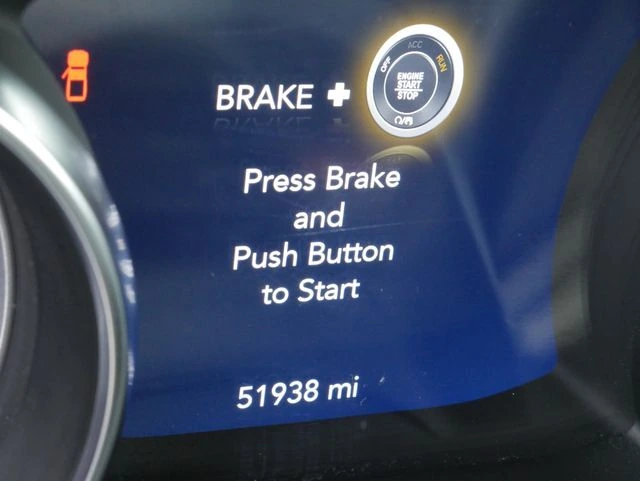 ACC
OFF
RUN
ENGINE
START
STOP
BRAKE +
Press Brake
and
Push Button
to Start
51938 mi